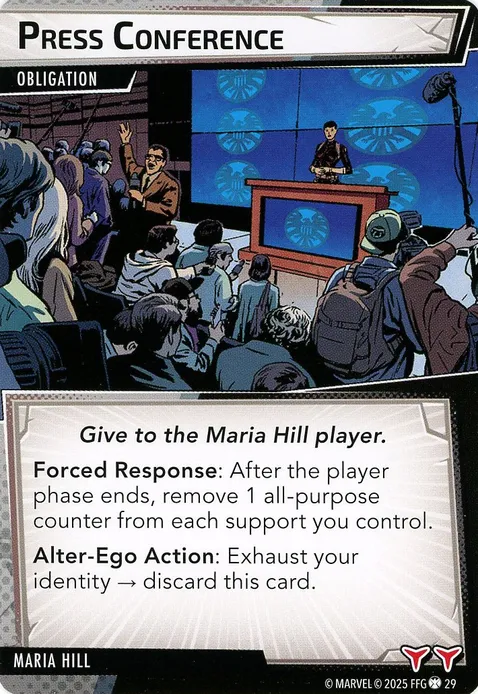 PRESS CONFERENCE
OBLIGATION
Give to the Maria Hill player.
Forced Response: After the player
phase ends, remove 1 all-purpose
counter from each support you control.
Alter-Ego Action: Exhaust your
identity → discard this card.
MARIA HILL
© MARVEL © 2025 FFG 29